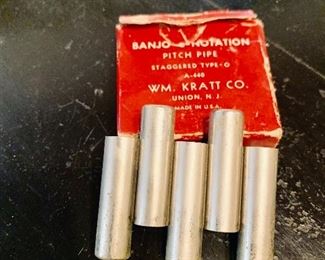 BANJO C NOTATION
PITCH PIPE
STAGGERED TYPE-O
A-440
WM. KRATT CO.
UNION, N. J.
MADE IN U.S.A.